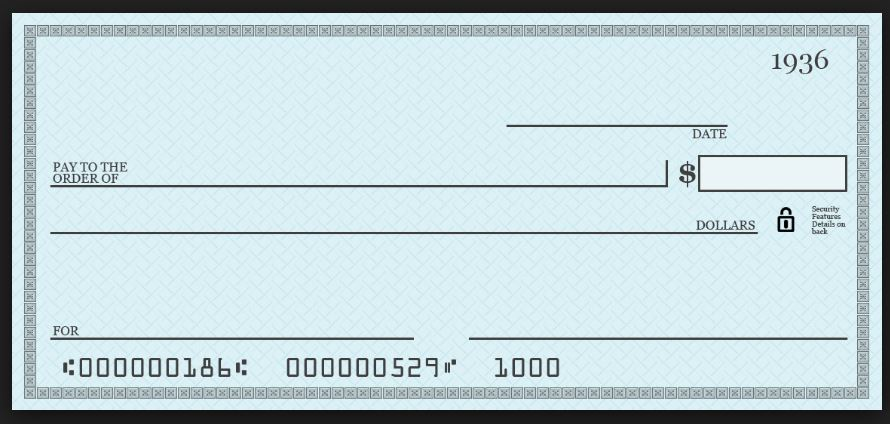 1936
DATE
PAY TO THE
ORDER OF
$
DOLLARS
Security
Features
Details on
back
FOR
⑆000000186⑆ 000000529⑈ 1000